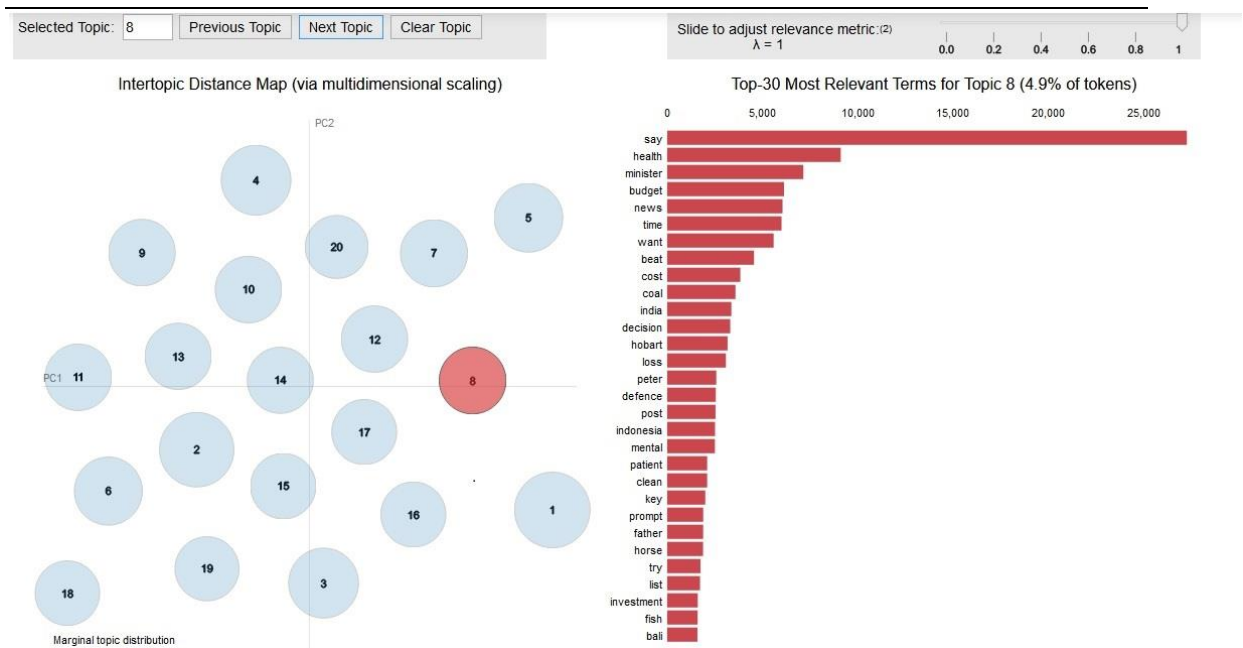 Selected Topic: 8 Previous Topic Next Topic Clear Topic
Slide to adjust relevance metric:(2)
λ = 1
0.0 0.2 0.4 0.6 0.8 1
Intertopic Distance Map (via multidimensional scaling)
PC2
4
5
20
7
9
10
12
13
PC1 11
14
8
17
2
15
6
16
1
19
3
18
Marginal topic distribution
Top-30 Most Relevant Terms for Topic 8 (4.9% of tokens)
0 5,000 10,000 15,000 20,000 25,000
say
health
minister
budget
news
time
want
beat
cost
coal
india
decision
hobart
loss
peter
defence
post
indonesia
mental
patient
clean
key
prompt
father
horse
try
list
investment
fish
bali